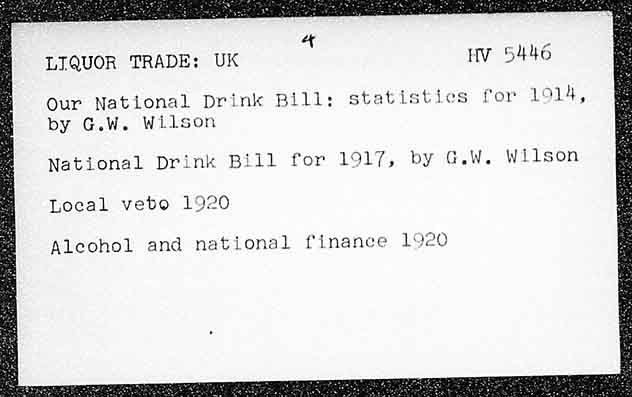 4
LIQUOR TRADE: UK HV 5446
Our National Drink Bill: statistics for 1914,
by G.W. Wilson
National Drink Bill for 1917, by G.W. Wilson
Local veto 1920
Alcohol and national finance 1920